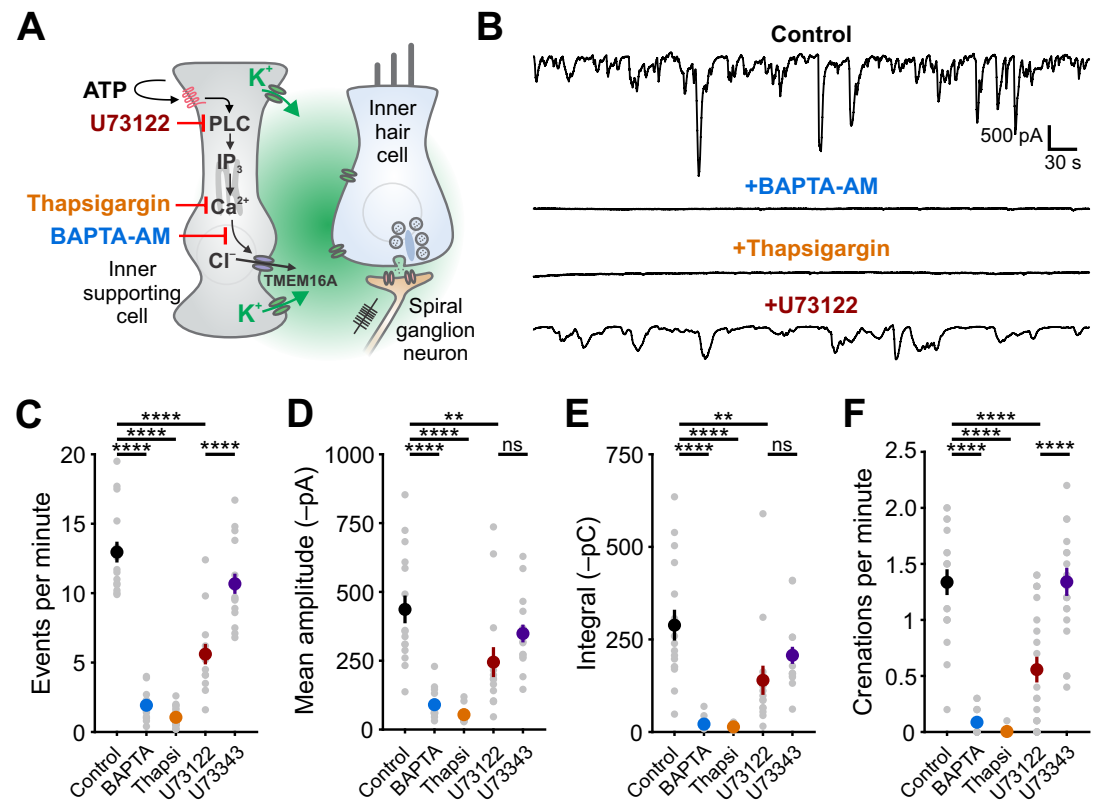 A
ATP
U73122
PLC
IP3
Thapsigargin
Ca2+
BAPTA-AM
Cl–
TMEM16A
Inner
supporting
cell
K+
K+
Inner
hair
cell
Spiral
ganglion
neuron
B
Control
500 pA
30 s
+BAPTA-AM
+Thapsigargin
+U73122
C
****
****
****
****
Events per minute
20
15
10
5
0
Control
BAPTA
Thapsi
U73122
U73343
D
**
****
****
ns
Mean amplitude (–pA)
1000
750
500
250
0
Control
BAPTA
Thapsi
U73122
U73343
E
**
****
****
ns
Integral (–pC)
750
500
250
0
Control
BAPTA
Thapsi
U73122
U73343
F
****
****
****
****
Crenations per minute
2.5
2.0
1.5
1
0.5
0
Control
BAPTA
Thapsi
U73122
U73343